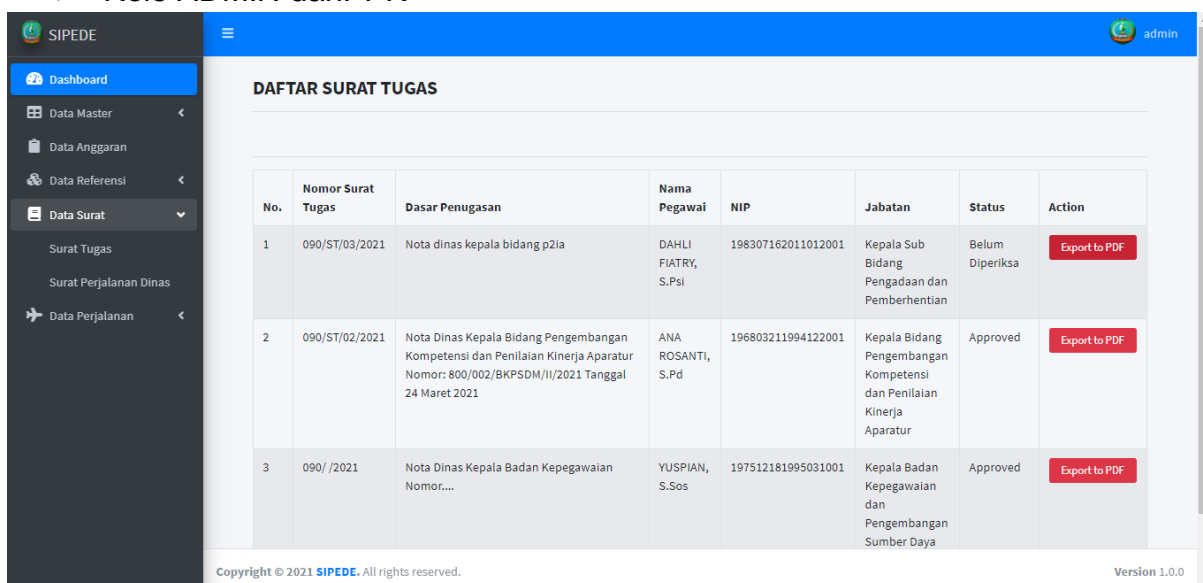 SIPEDE
admin
Dashboard
Data Master
Data Anggaran
Data Referensi
Data Surat
Surat Tugas
Surat Perjalanan Dinas
Data Perjalanan
DAFTAR SURAT TUGAS
No. Nomor Surat Tugas Dasar Penugasan Nama Pegawai NIP Jabatan Status Action
1 090/ST/03/2021 Nota dinas kepala bidang p2ia DAHLI FIATRY, S.Psi 198307162011012001 Kepala Sub Bidang Pengadaan dan Pemberhentian Belum Diperiksa Export to PDF
2 090/ST/02/2021 Nota Dinas Kepala Bidang Pengembangan Kompetensi dan Penilaian Kinerja Aparatur Nomor: 800/002/BKPSDM/II/2021 Tanggal 24 Maret 2021 ANA ROSANTI, S.Pd 196803211994122001 Kepala Bidang Pengembangan Kompetensi dan Penilaian Kinerja Aparatur Approved Export to PDF
3 090/ /2021 Nota Dinas Kepala Badan Kepegawaian Nomor.... YUSPIAN, S.Sos 197512181995031001 Kepala Badan Kepegawaian dan Pengembangan Sumber Daya Approved Export to PDF
Copyright © 2021 SIPEDE. All rights reserved.
Version 1.0.0